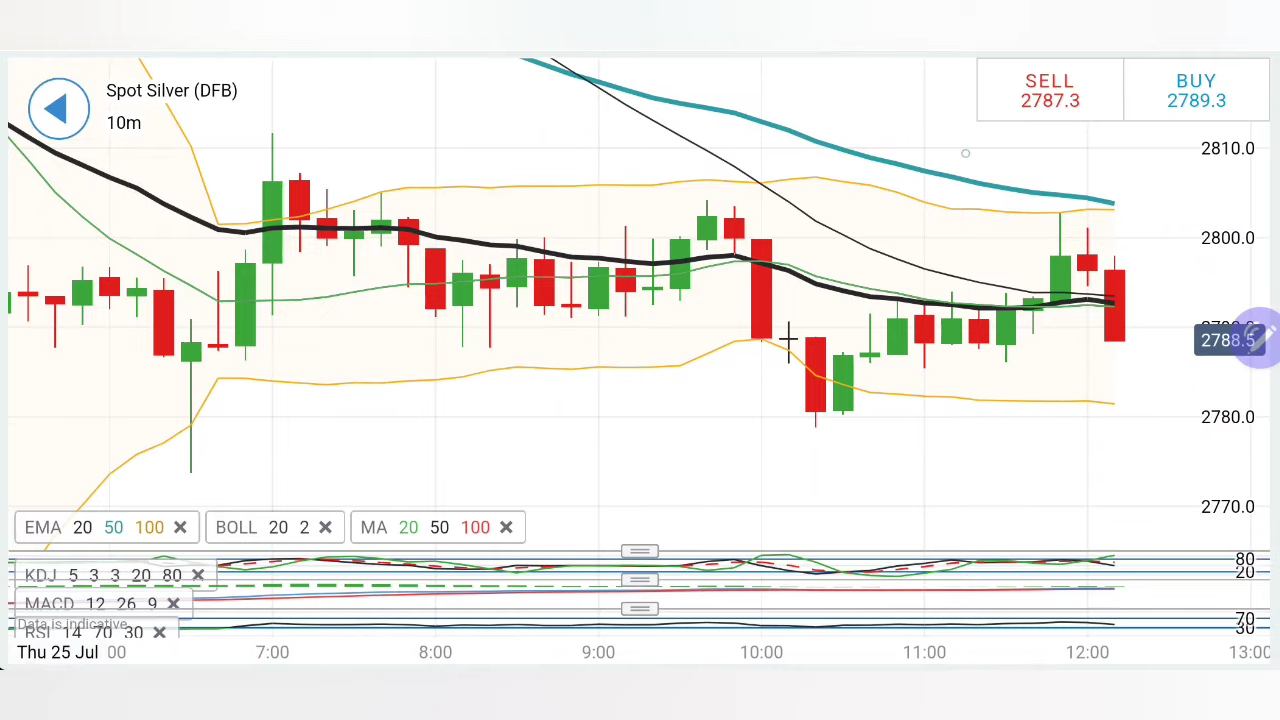 Spot Silver (DFB)
10m
SELL
2787.3
BUY
2789.3
2810.0
2800.0
2788.5
2780.0
2770.0
EMA 20 50 100 ×
BOLL 20 2 ×
MA 20 50 100 ×
KDJ 5 3 3 20 80 ×
80
20
MACD 12 26 9 ×
Data is indicative
RSI 14 70 30 ×
70
30
Thu 25 Jul
:00
7:00
8:00
9:00
10:00
11:00
12:00
13:00